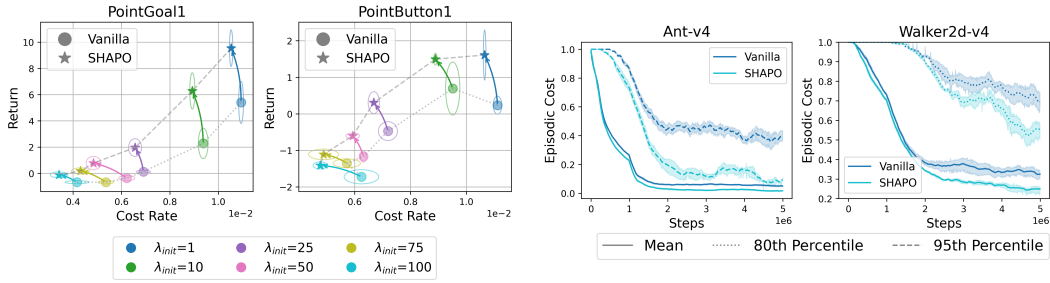 PointGoal1
Vanilla
SHAPO
Return
10
8
6
4
2
0
0.4
0.6
0.8
1.0
1e−2
Cost Rate
PointButton1
Vanilla
SHAPO
Return
2
1
0
−1
−2
0.4
0.6
0.8
1.0
1e−2
Cost Rate
λinit=1
λinit=25
λinit=75
λinit=10
λinit=50
λinit=100
Ant-v4
Vanilla
SHAPO
Episodic Cost
1.0
0.8
0.6
0.4
0.2
0.0
0
1
2
3
4
5
1e6
Steps
Walker2d-v4
Vanilla
SHAPO
Episodic Cost
1.0
0.9
0.8
0.7
0.6
0.5
0.4
0.3
0.2
0
1
2
3
4
5
1e6
Steps
Mean
80th Percentile
95th Percentile